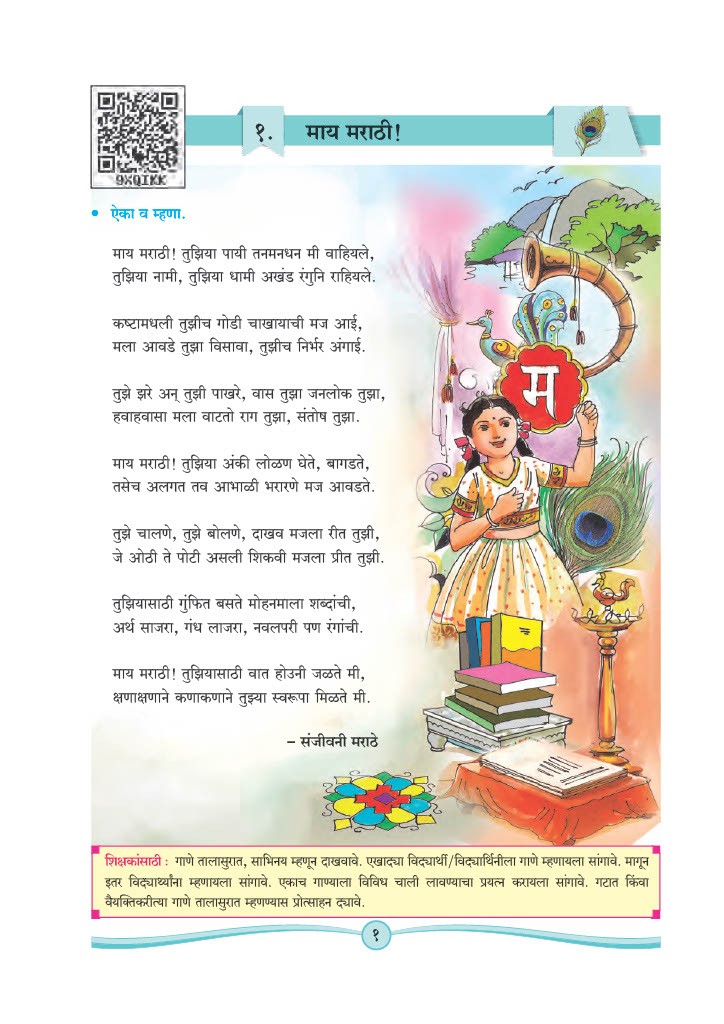 9XQIKK
१. माय मराठी!
• ऐका व म्हणा.
माय मराठी! तुझिया पायी तनमनधन मी वाहियले,
तुझिया नामी, तुझिया धामी अखंड रंगुनि राहियले.
कष्टामधली तुझीच गोडी चाखायाची मज आई,
मला आवडे तुझा विसावा, तुझीच निर्भर अंगाई.
तुझे झरे अन् तुझी पाखरे, वास तुझा जनलोक तुझा,
हवाहवासा मला वाटतो राग तुझा, संतोष तुझा.
माय मराठी! तुझिया अंकी लोळण घेते, बागडते,
तसेच अलगत तव आभाळी भरारणे मज आवडते.
तुझे चालणे, तुझे बोलणे, दाखव मजला रीत तुझी,
जे ओठी ते पोटी असली शिकवी मजला प्रीत तुझी.
तुझियासाठी गुंफित बसते मोहनमाला शब्दांची,
अर्थ साजरा, गंध लाजरा, नवलपरी पण रंगांची.
माय मराठी! तुझियासाठी वात होउनी जळते मी,
क्षणाक्षणाने कणाकणाने तुझ्या स्वरूपा मिळते मी.
– संजीवनी मराठे
म
शिक्षकांसाठी : गाणे तालासुरात, साभिनय म्हणून दाखवावे. एखाद्या विद्यार्थी/विद्यार्थिनीला गाणे म्हणायला सांगावे. मागून
इतर विद्यार्थ्यांना म्हणायला सांगावे. एकाच गाण्याला विविध चाली लावण्याचा प्रयत्न करायला सांगावे. गटात किंवा
वैयक्तिकरीत्या गाणे तालासुरात म्हणण्यास प्रोत्साहन द्यावे.
१